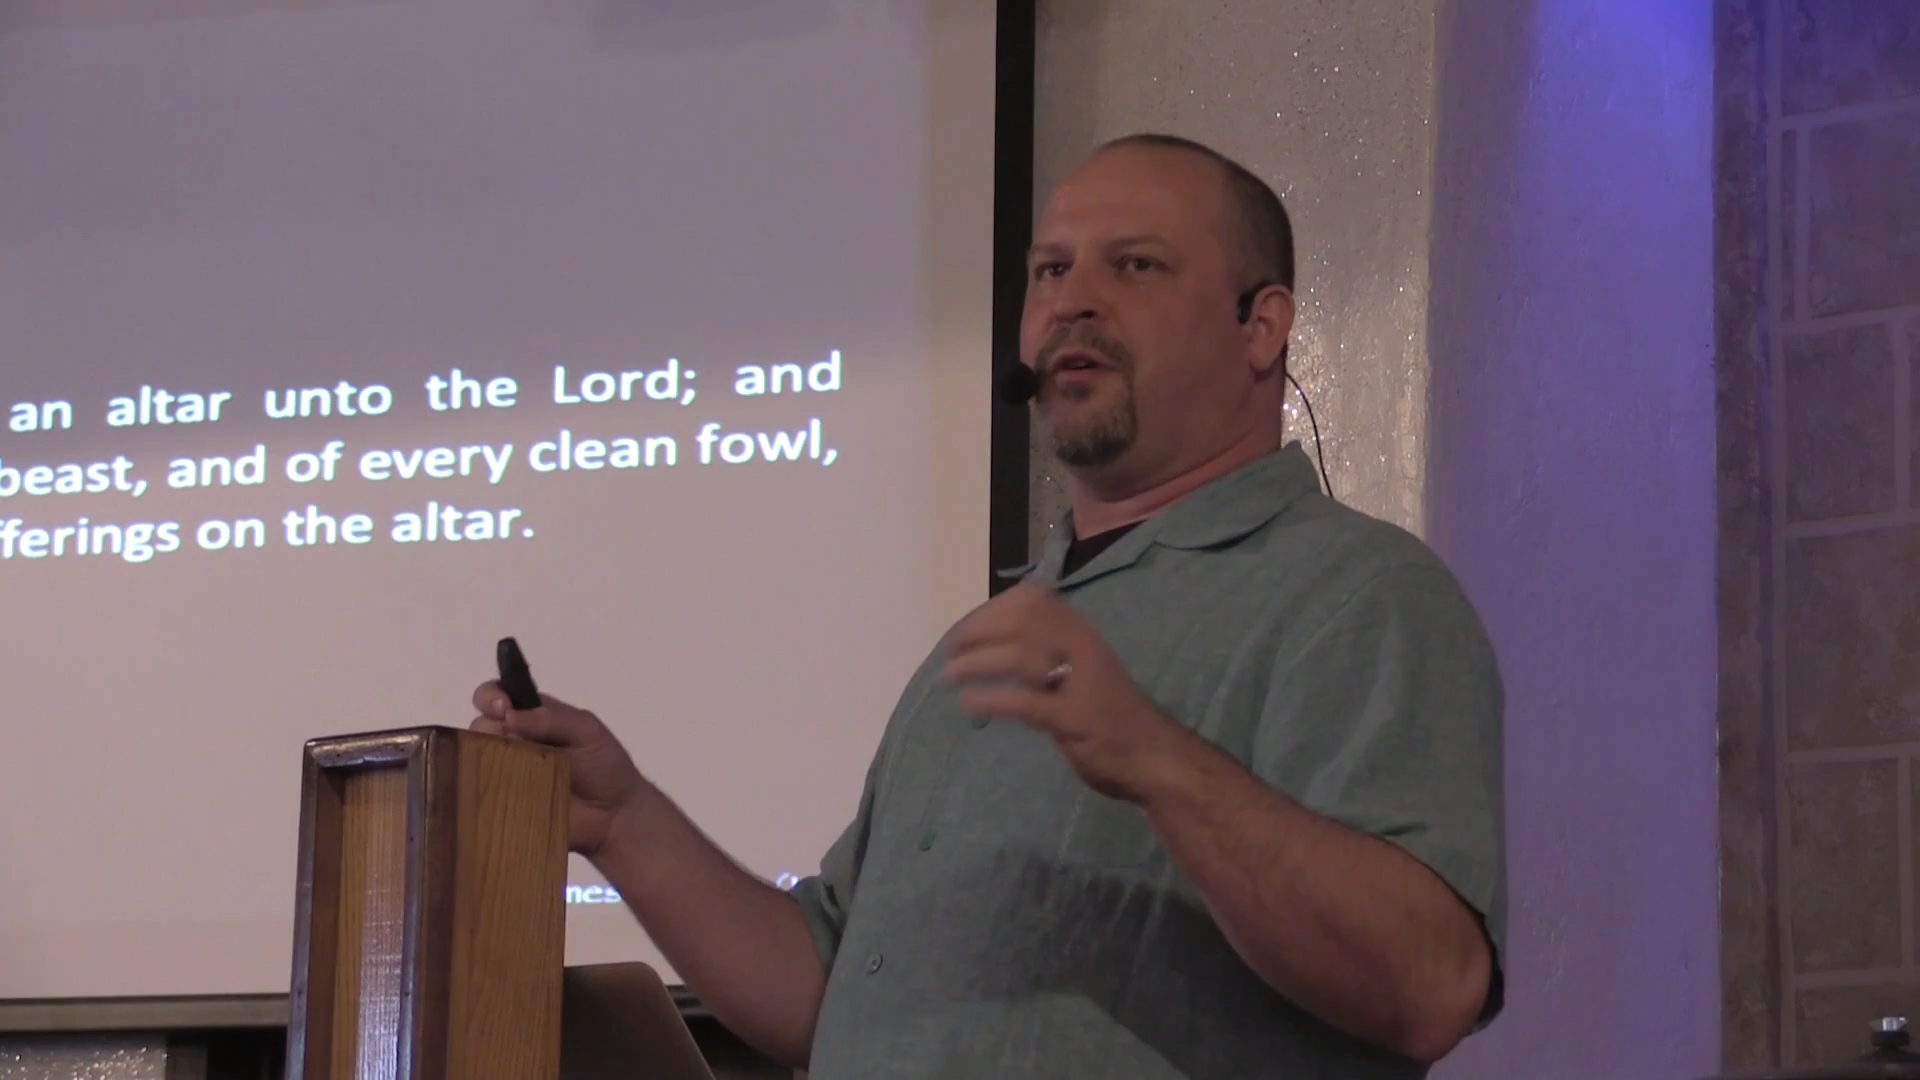 an altar unto the Lord; and
beast, and of every clean fowl,
fferings on the altar.